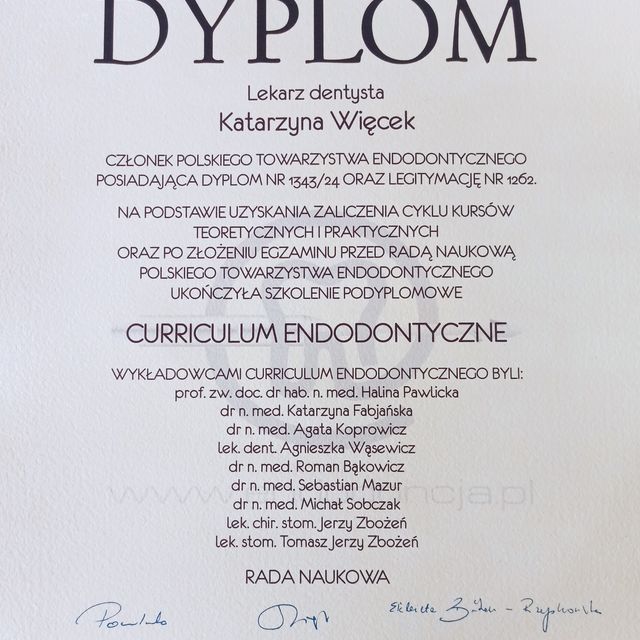 DYPLOM
Lekarz dentysta
Katarzyna Więcek
CZŁONEK POLSKIEGO TOWARZYSTWA ENDODONTYCZNEGO
POSIADAJĄCA DYPLOM NR 1343/24 ORAZ LEGITYMACJĘ NR 1262.
NA PODSTAWIE UZYSKANIA ZALICZENIA CYKLU KURSÓW
TEORETYCZNYCH I PRAKTYCZNYCH
ORAZ PO ZŁOŻENIU EGZAMINU PRZED RADĄ NAUKOWĄ
POLSKIEGO TOWARZYSTWA ENDODONTYCZNEGO
UKOŃCZYŁA SZKOLENIE PODYPLOMOWE
CURRICULUM ENDODONTYCZNE
WYKŁADOWCAMI CURRICULUM ENDODONTYCZNEGO BYLI:
prof. zw. doc. dr hab. n. med. Halina Pawlicka
dr n. med. Katarzyna Fabjańska
dr n. med. Agata Koprowicz
lek. dent. Agnieszka Wąsewicz
dr n. med. Roman Bąkowicz
dr n. med. Sebastian Mazur
dr n. med. Michał Sobczak
lek. chir. stom. Jerzy Zbożeń
lek. stom. Tomasz Jerzy Zbożeń
RADA NAUKOWA